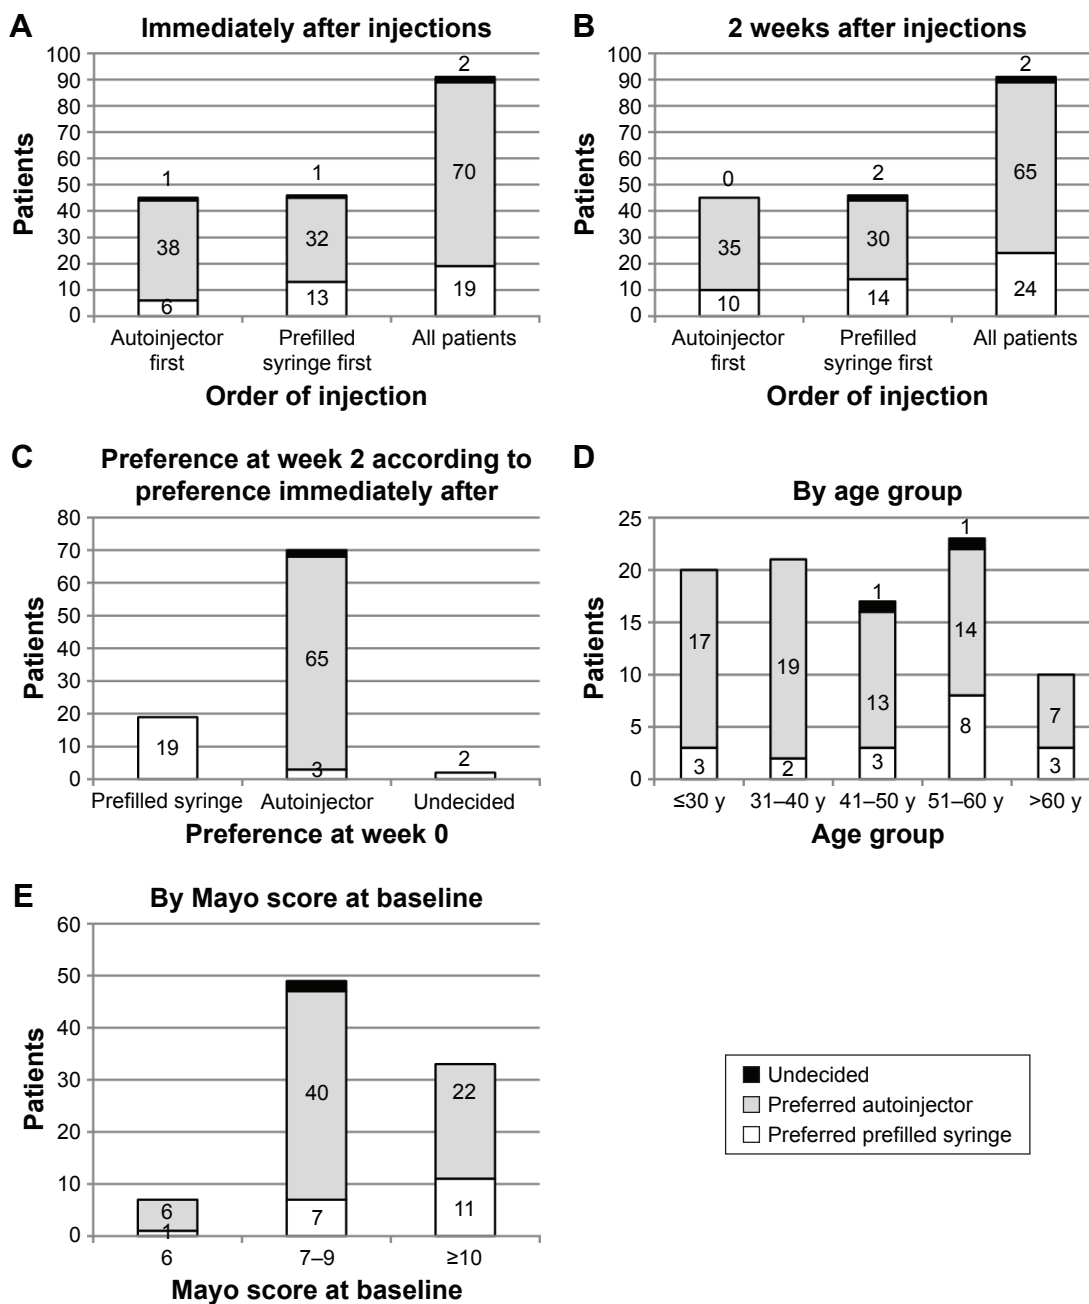 A
Immediately after injections
Patients
100
90
80
70
60
50
40
30
20
10
0
1
38
6
1
32
13
2
70
19
Autoinjector
first
Prefilled
syringe first
All patients
Order of injection
B
2 weeks after injections
Patients
100
90
80
70
60
50
40
30
20
10
0
0
35
10
2
30
14
2
65
24
Autoinjector
first
Prefilled
syringe first
All patients
Order of injection
C
Preference at week 2 according to
preference immediately after
Patients
80
70
60
50
40
30
20
10
0
19
65
3
2
Prefilled syringe
Autoinjector
Undecided
Preference at week 0
D
By age group
Patients
25
20
15
10
5
0
17
3
19
2
1
13
3
1
14
8
7
3
≤30 y
31–40 y
41–50 y
51–60 y
>60 y
Age group
E
By Mayo score at baseline
Patients
60
50
40
30
20
10
0
6
1
40
7
22
11
6
7–9
≥10
Mayo score at baseline
Undecided
Preferred autoinjector
Preferred prefilled syringe